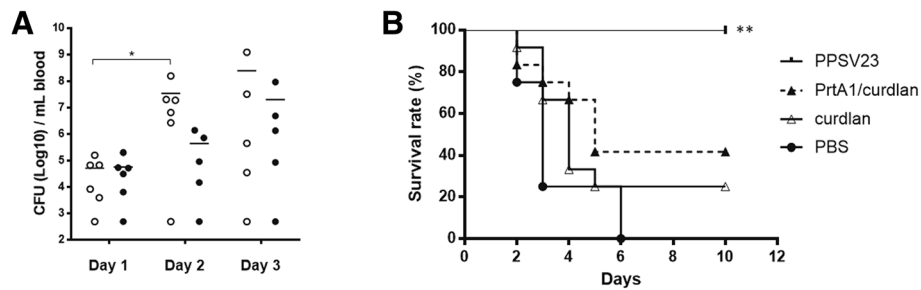 A
CFU (Log10) / mL blood
10
9
8
7
6
5
4
3
2
*
Day 1 Day 2 Day 3
B
Survival rate (%)
100
80
60
40
20
0
0 2 4 6 8 10 12
Days
**
PPSV23
PrtA1/curdlan
curdlan
PBS